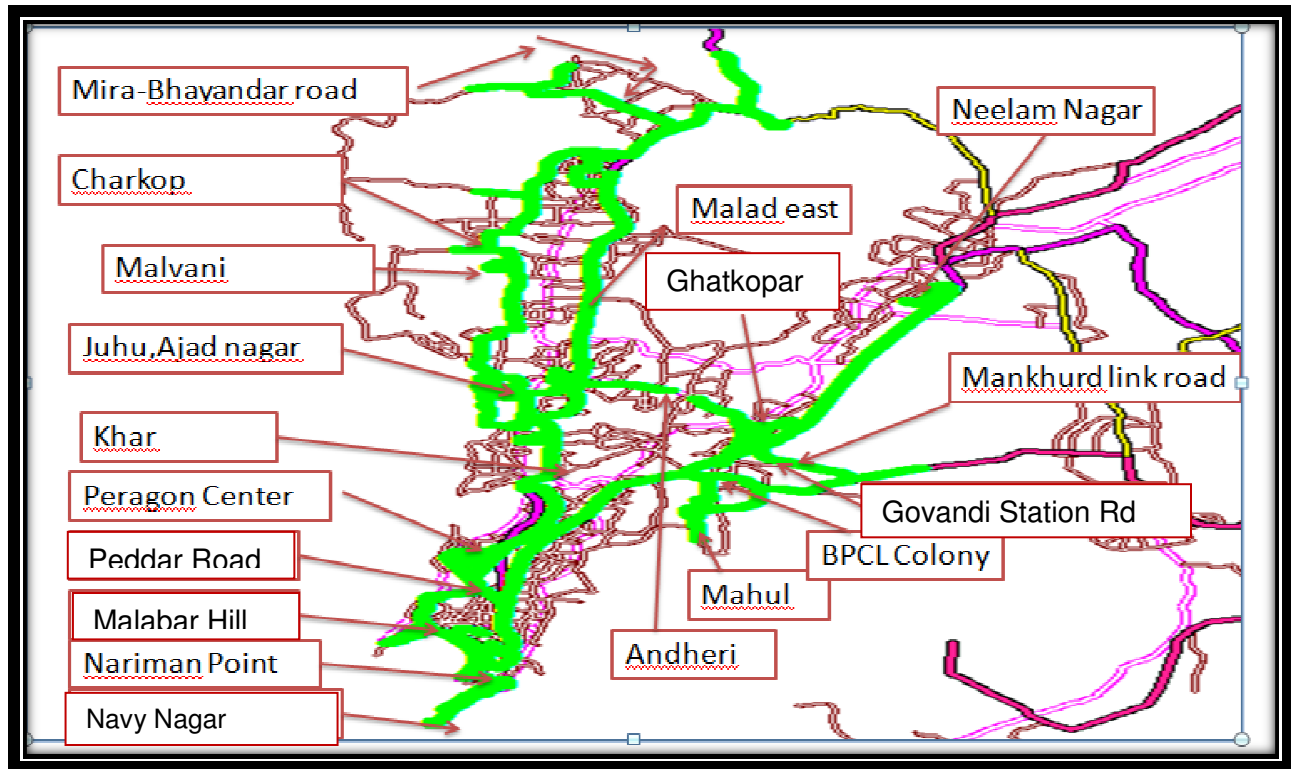 Mira-Bhayandar road
Neelam Nagar
Charkop
Malad east
Malvani
Ghatkopar
Juhu,Ajad nagar
Mankhurd link road
Khar
Peragon Center
Govandi Station Rd
Peddar Road
BPCL Colony
Mahul
Malabar Hill
Andheri
Nariman Point
Navy Nagar